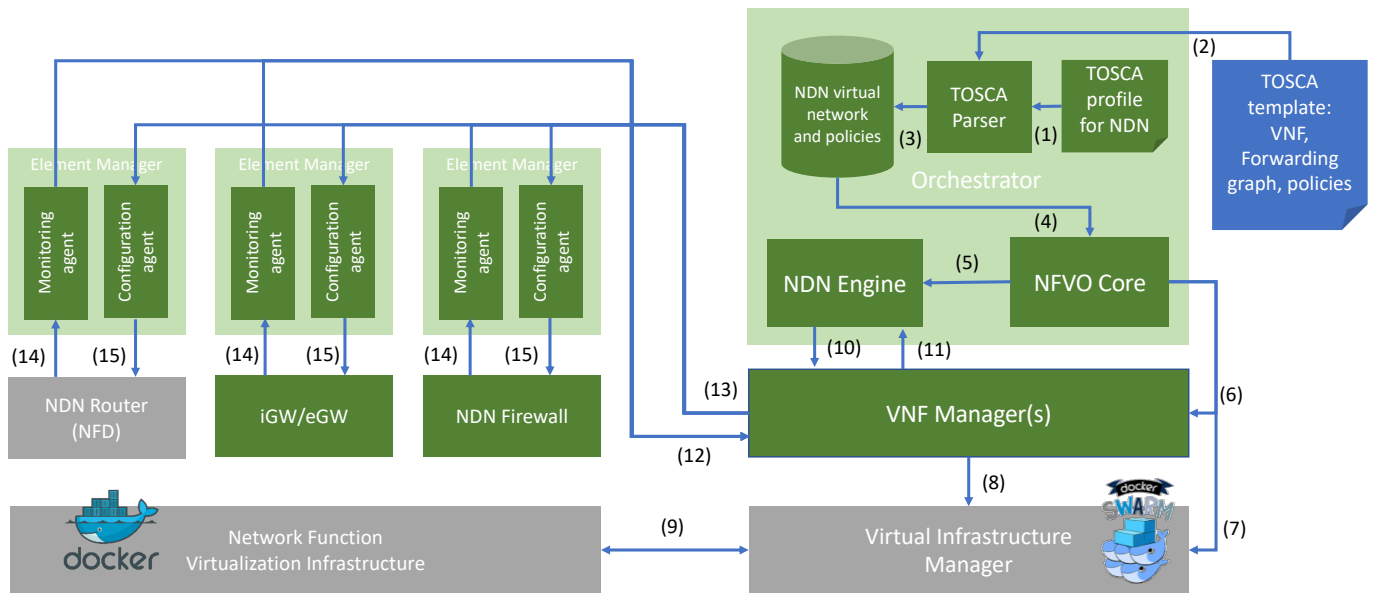 (2)
TOSCA
template:
VNF,
Forwarding
graph, policies
NDN virtual
network
and policies
(3)
TOSCA
Parser
(1)
TOSCA
profile
for NDN
Orchestrator
(4)
NDN Engine
(5)
NFVO Core
Element Manager
Monitoring
agent
Configuration
agent
Element Manager
Monitoring
agent
Configuration
agent
Element Manager
Monitoring
agent
Configuration
agent
(14)
(15)
(14)
(15)
(14)
(15)
(10)
(11)
NDN Router
(NFD)
iGW/eGW
NDN Firewall
(13)
VNF Manager(s)
(6)
(12)
(8)
docker
Network Function
Virtualization Infrastructure
(9)
Virtual Infrastructure
Manager
docker
SWARM
(7)